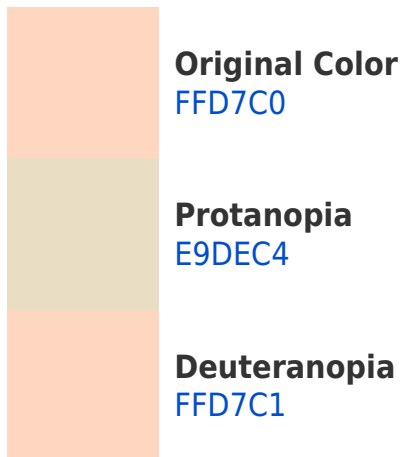 Original Color
FFD7C0
Protanopia
E9DEC4
Deuteranopia
FFD7C1